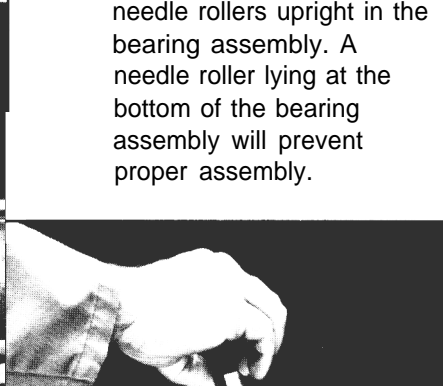 needle rollers upright in the
bearing assembly. A
needle roller lying at the
bottom of the bearing
assembly will prevent
proper assembly.